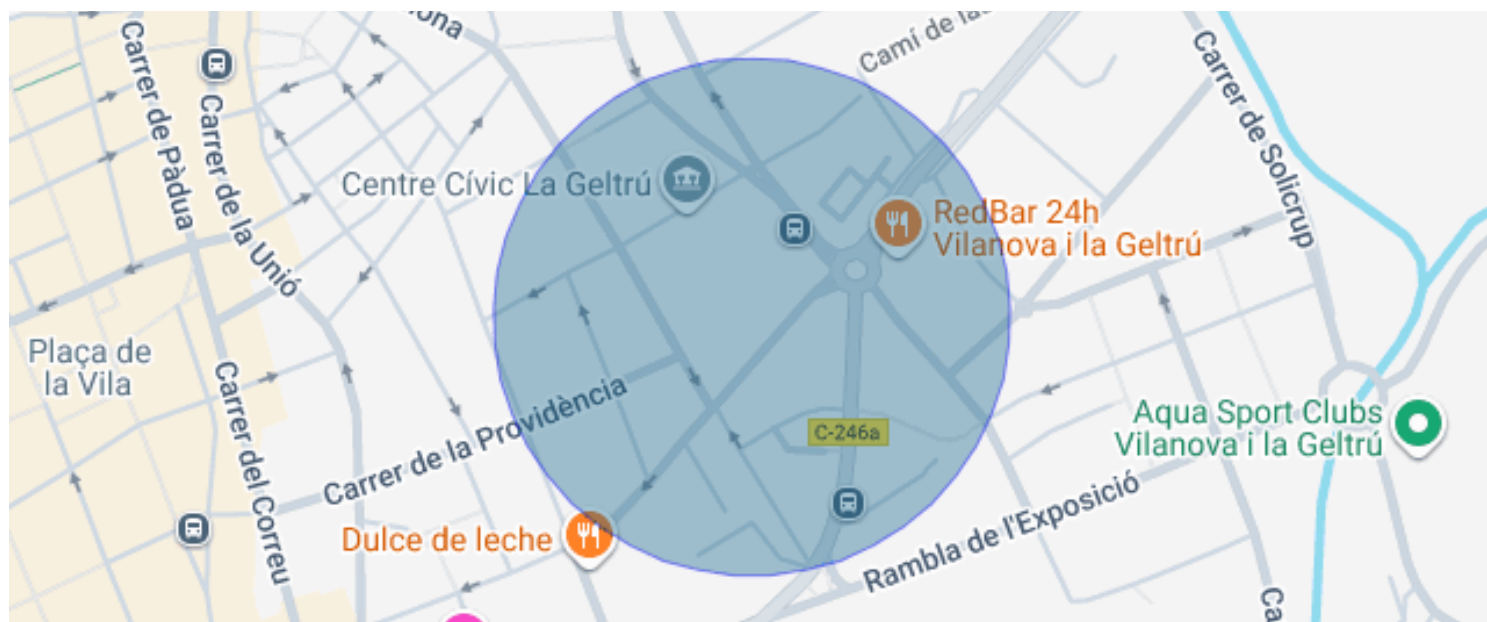 Carrer de Pàdua
Carrer de la Unió
Camí de
Carrer de Solicrup
Centre Cívic La Geltrú
RedBar 24h
Vilanova i la Geltrú
Plaça de
la Vila
Carrer del Correu
Carrer de la Providència
C-246a
Aqua Sport Clubs
Vilanova i la Geltrú
Dulce de leche
Rambla de l'Exposició
Ca